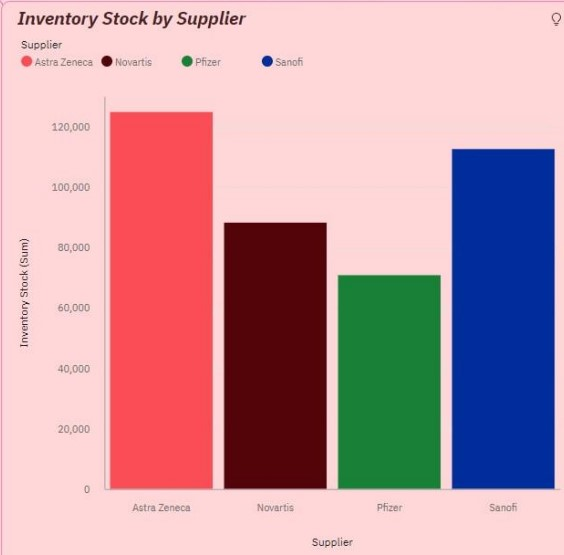 Inventory Stock by Supplier
Supplier
Astra Zeneca Novartis Pfizer Sanofi
120,000
100,000
80,000
60,000
40,000
20,000
0
Inventory Stock (Sum)
Astra Zeneca Novartis Pfizer Sanofi
Supplier